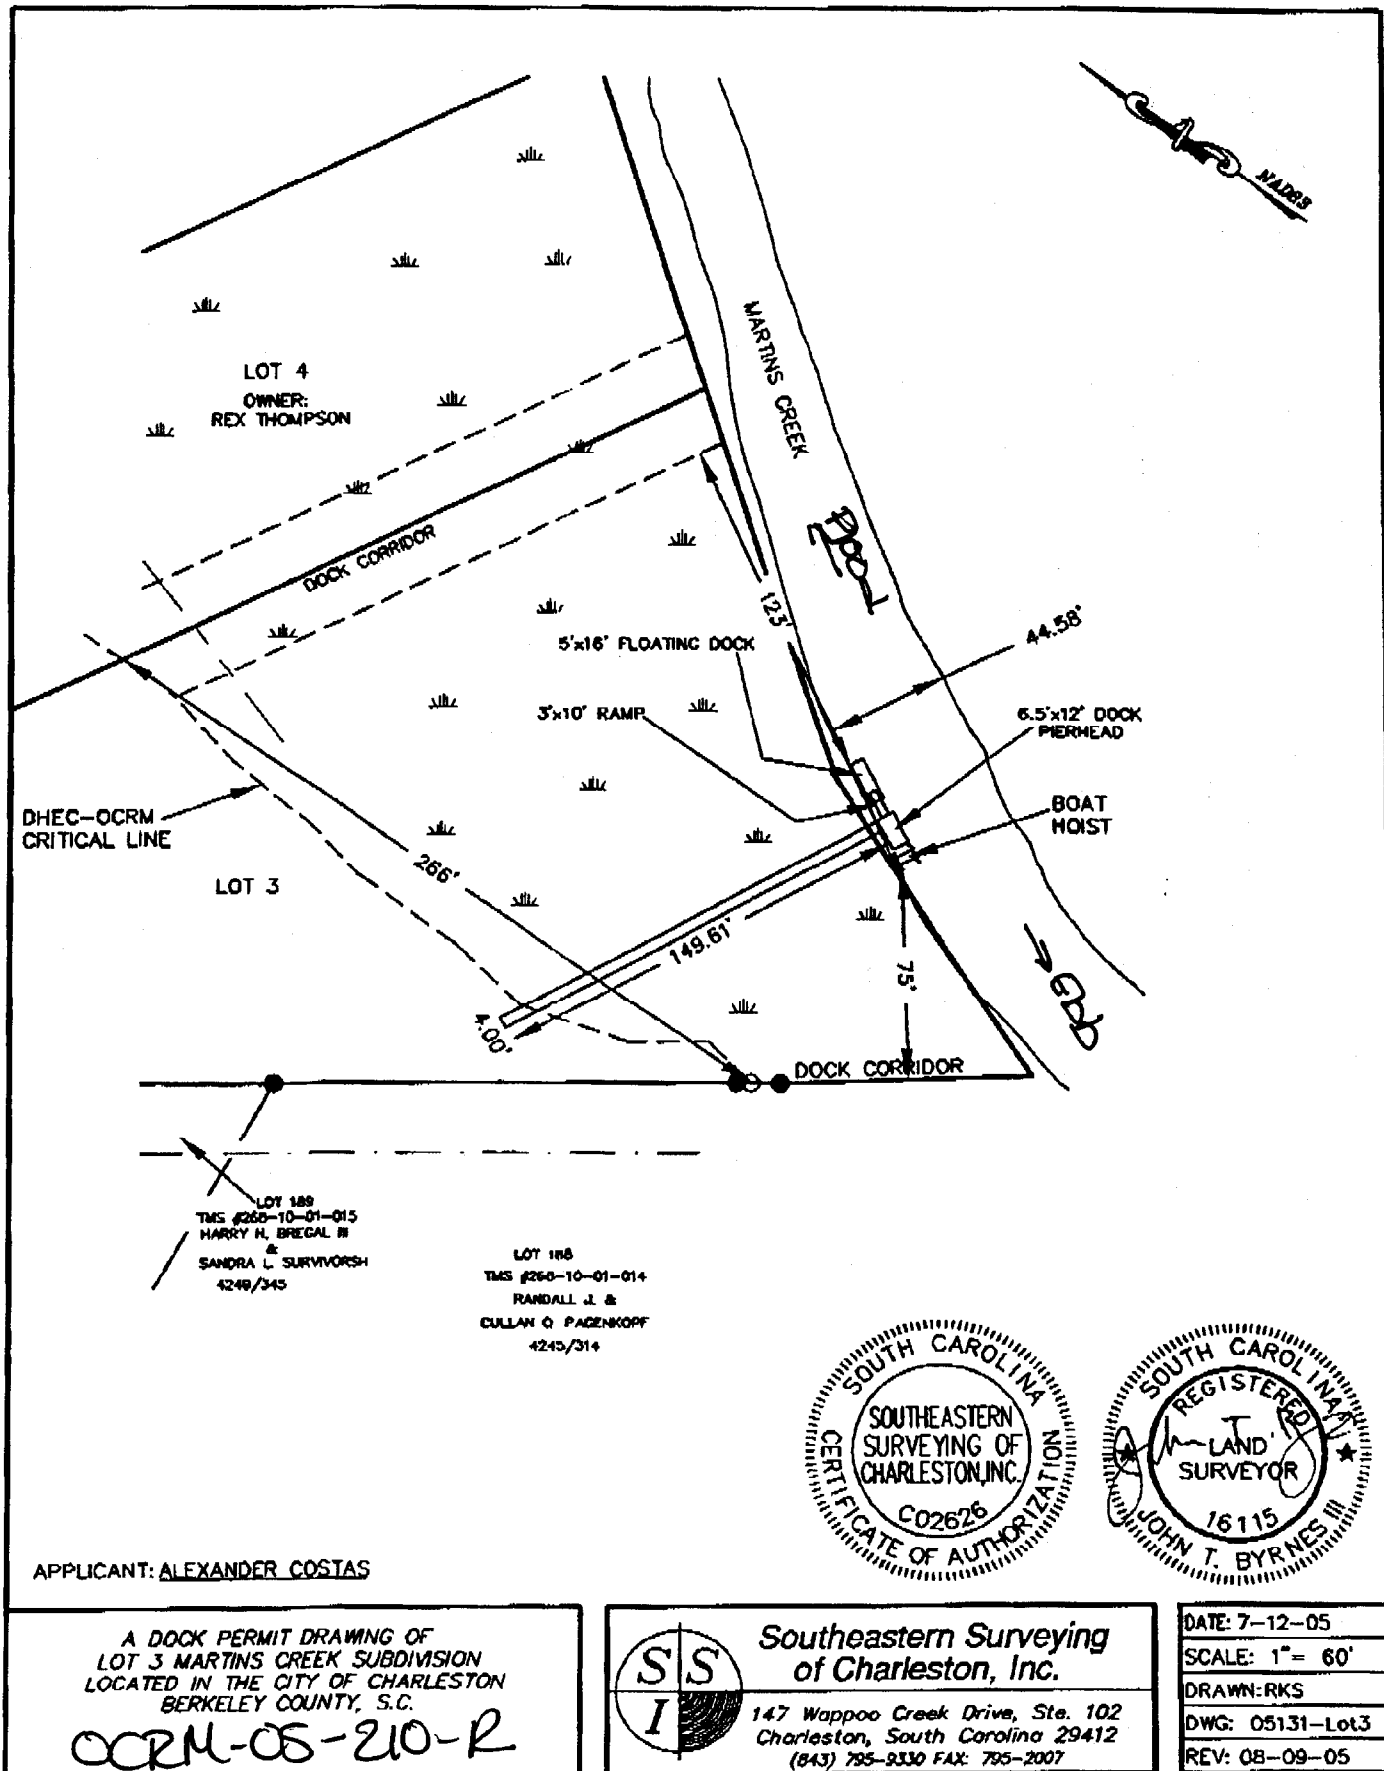 NAD83
MARTINS CREEK
LOT 4
OWNER:
REX THOMPSON
DOCK CORRIDOR
Flood
123'
44.58'
5'x16' FLOATING DOCK
3'x10' RAMP
6.5'x12' DOCK
PIERHEAD
BOAT
HOIST
DHEC-OCRM
CRITICAL LINE
266'
LOT 3
149.61'
75'
4.00'
Ebb
DOCK CORRIDOR
LOT 189
TMS #268-10-01-015
HARRY H. BREGAL III
&
SANDRA L SURVIVORSH
4249/345
LOT 188
TMS #268-10-01-014
RANDALL J. &
CULLAN O PAGENKOPF
4245/314
SOUTH CAROLINA
SOUTHEASTERN
SURVEYING OF
CHARLESTON,INC.
C02626
CERTIFICATE OF AUTHORIZATION
SOUTH CAROLINA
REGISTERED
LAND
SURVEYOR
16115
JOHN T. BYRNES III
APPLICANT: ALEXANDER COSTAS
A DOCK PERMIT DRAWING OF
LOT 3 MARTINS CREEK SUBDIVISION
LOCATED IN THE CITY OF CHARLESTON
BERKELEY COUNTY, S.C.
OCRM-05-210-R
S S
I
Southeastern Surveying
of Charleston, Inc.
147 Wappoo Creek Drive, Ste. 102
Charleston, South Carolina 29412
(843) 795-9330 FAX: 795-2007
DATE: 7-12-05
SCALE: 1"= 60'
DRAWN:RKS
DWG: 05131-Lot3
REV: 08-09-05